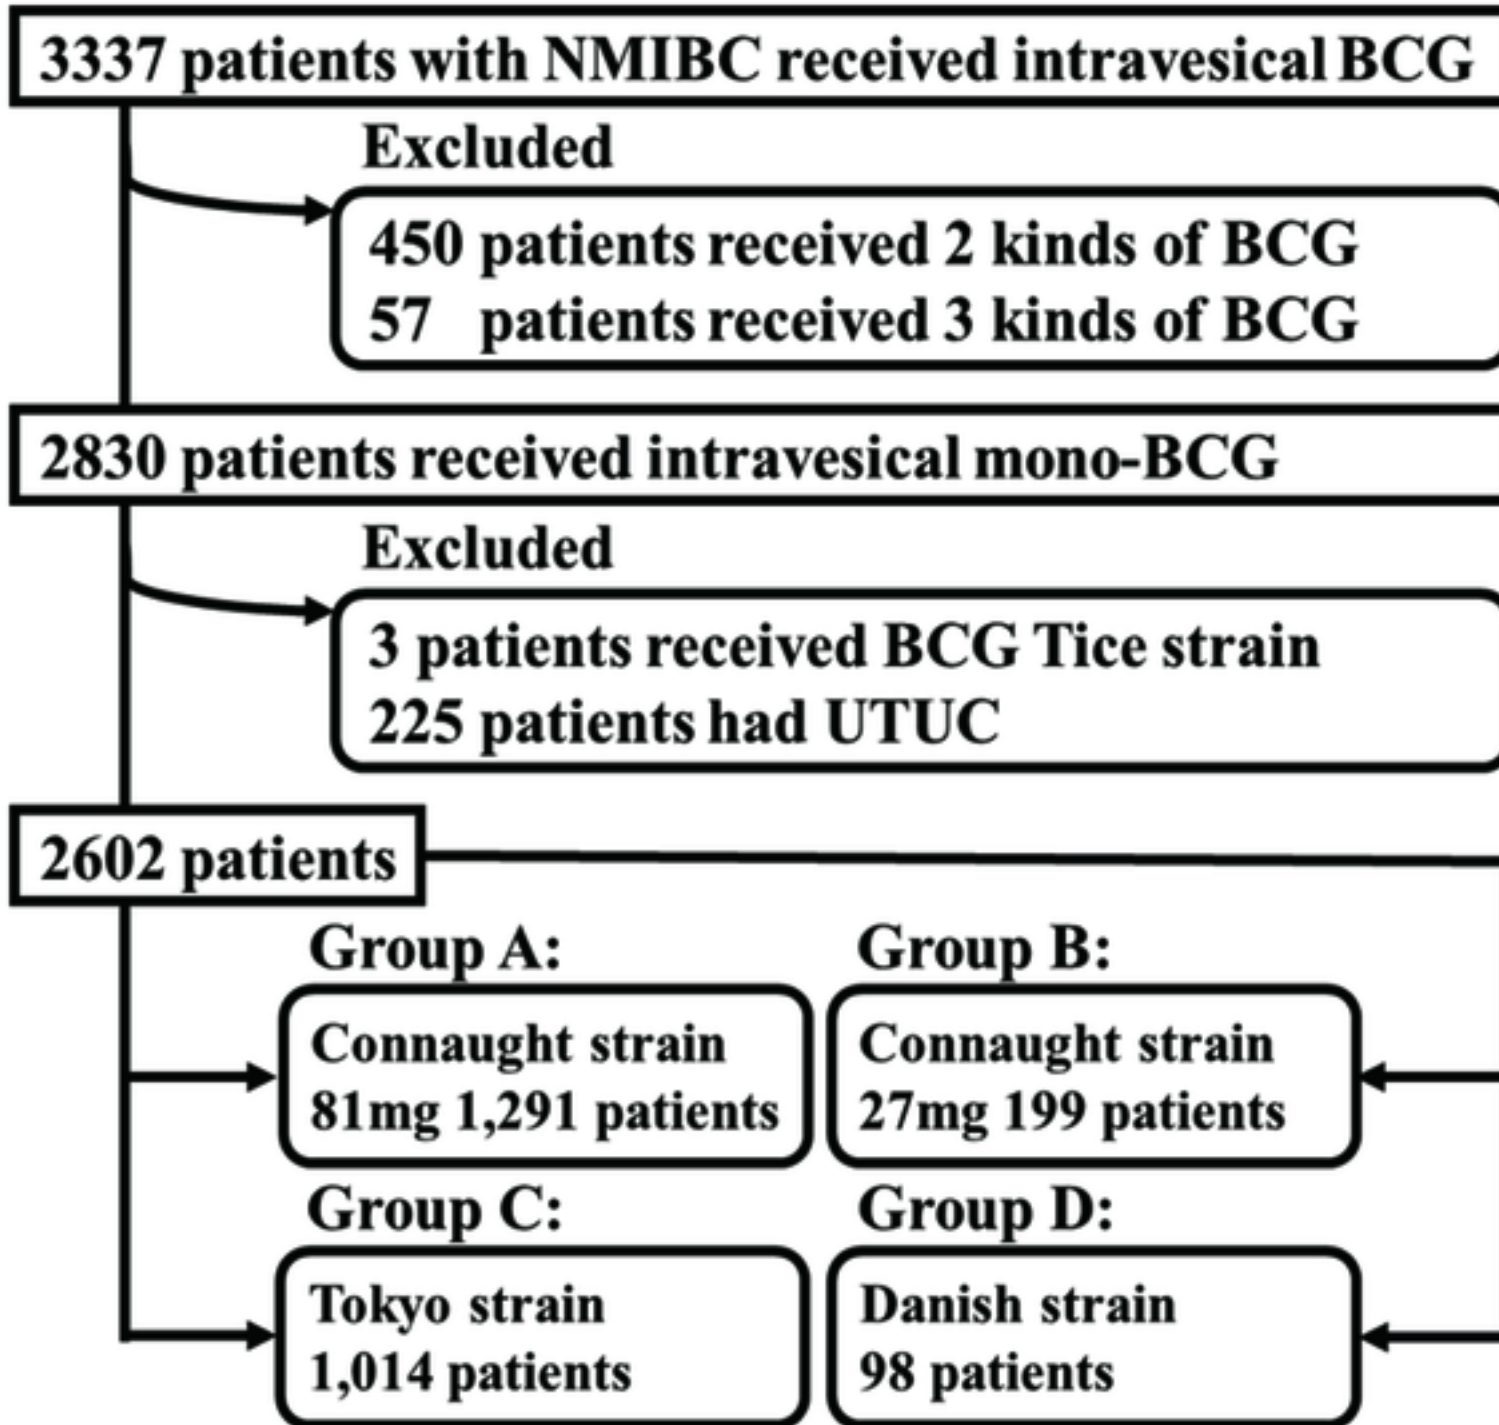 3337 patients with NMIBC received intravesical BCG
Excluded
450 patients received 2 kinds of BCG
57 patients received 3 kinds of BCG
2830 patients received intravesical mono-BCG
Excluded
3 patients received BCG Tice strain
225 patients had UTUC
2602 patients
Group A:
Connaught strain
81mg 1,291 patients
Group B:
Connaught strain
27mg 199 patients
Group C:
Tokyo strain
1,014 patients
Group D:
Danish strain
98 patients